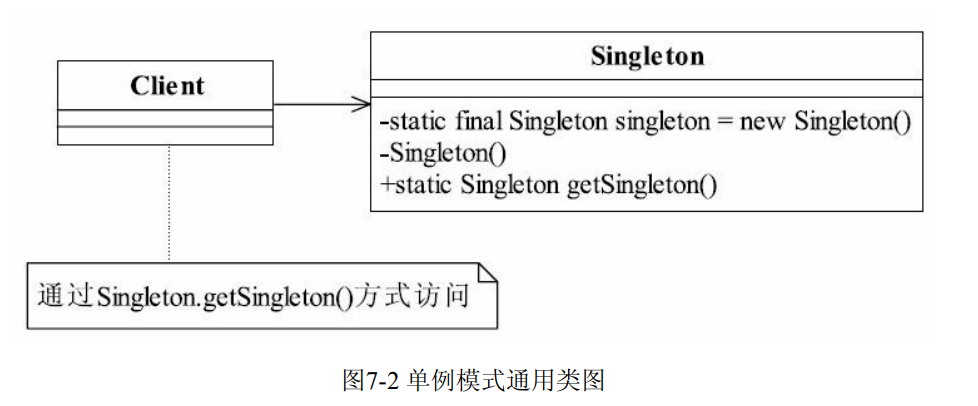 Client
Singleton
-static final Singleton singleton = new Singleton()
-Singleton()
+static Singleton getSingleton()
通过Singleton.getSingleton()方式访问
图7-2 单例模式通用类图